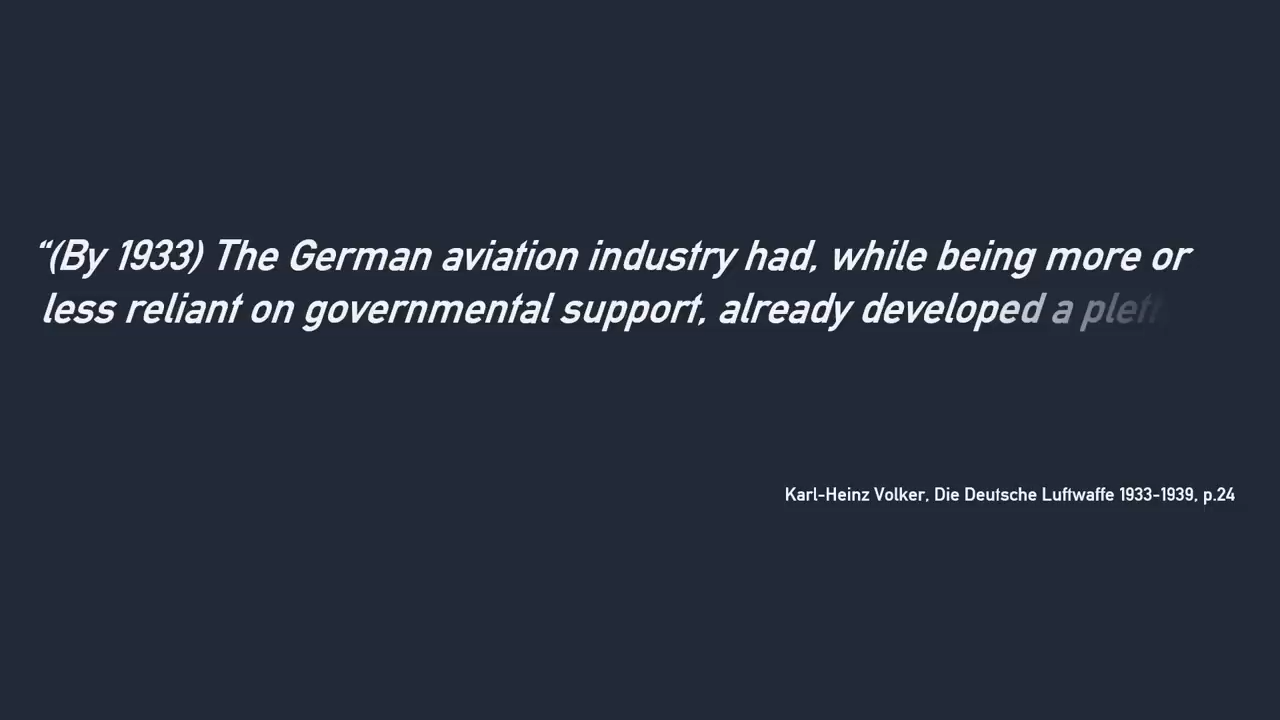 “(By 1933) The German aviation industry had, while being more or
less reliant on governmental support, already developed a
Karl-Heinz Volker, Die Deutsche Luftwaffe 1933-1939, p.24